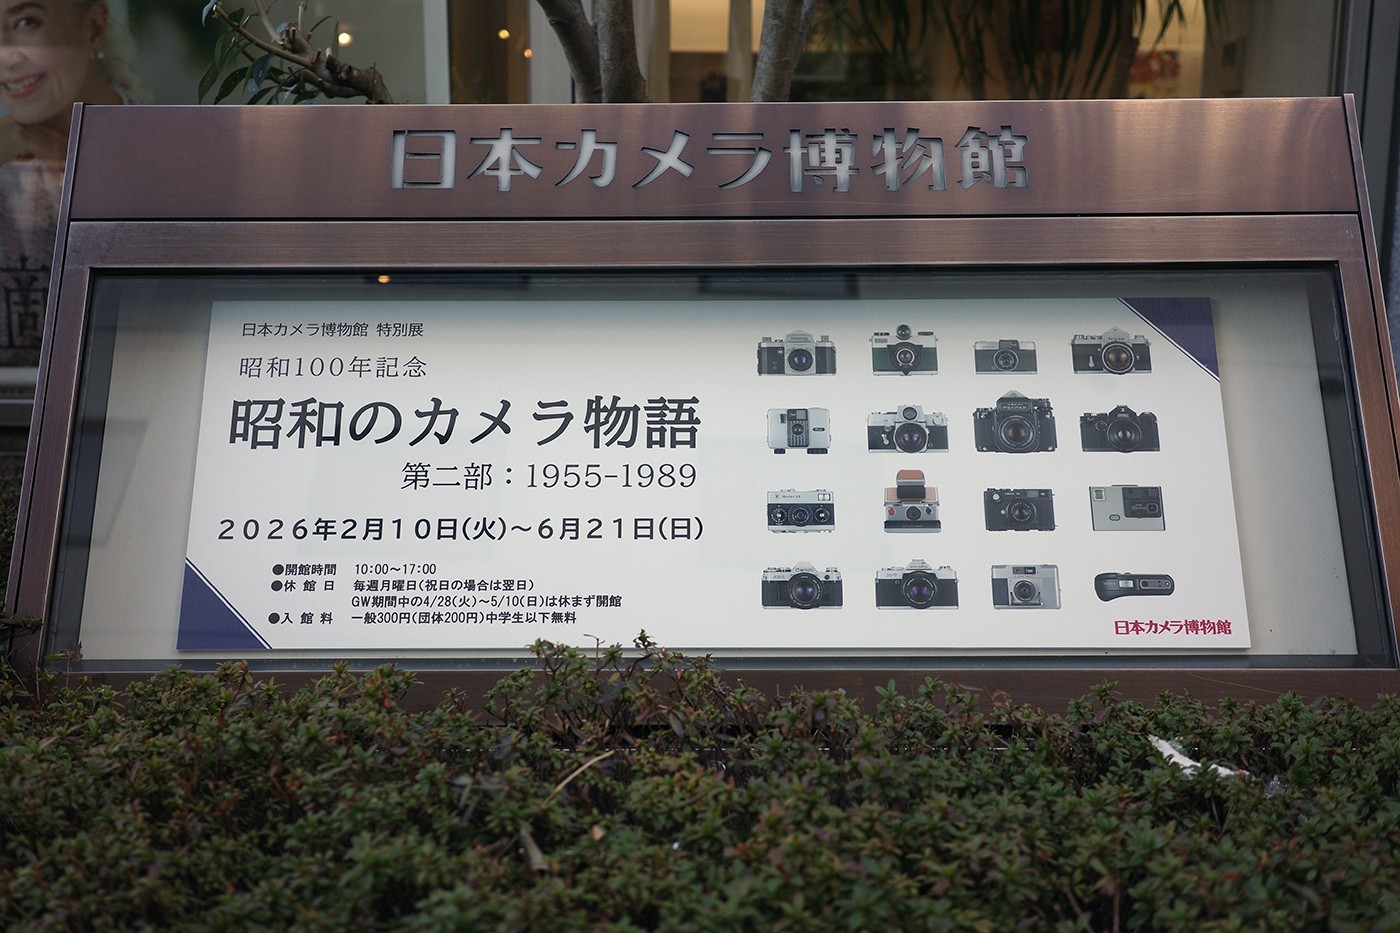 日本カメラ博物館
日本カメラ博物館 特別展
昭和100年記念
昭和のカメラ物語
第二部：1955-1989
2026年2月10日(火)～6月21日(日)
●開館時間 10:00～17:00
●休館日 毎週月曜日(祝日の場合は翌日)
GW期間中の4/28(火)～5/10(日)は休まず開館
●入館料 一般300円(団体200円)中学生以下無料
日本カメラ博物館